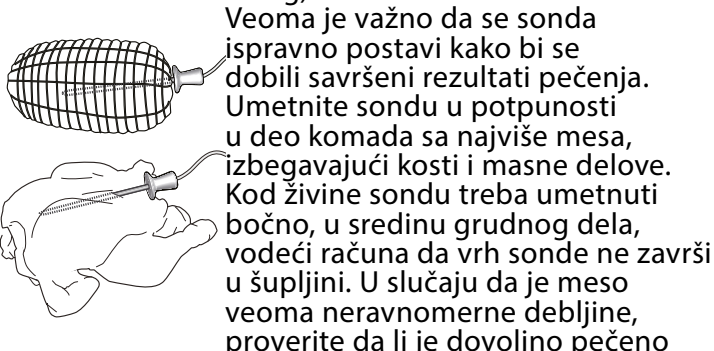 Veoma je važno da se sonda
ispravno postavi kako bi se
dobili savršeni rezultati pečenja.
Umetnite sondu u potpunosti
u deo komada sa najviše mesa,
izbegavajući kosti i masne delove.
Kod živine sondu treba umetnuti
bočno, u sredinu grudnog dela,
vodeći računa da vrh sonde ne završi
u šupljini. U slučaju da je meso
veoma neravnomerne debljine,
proverite da li je dovoljno pečeno